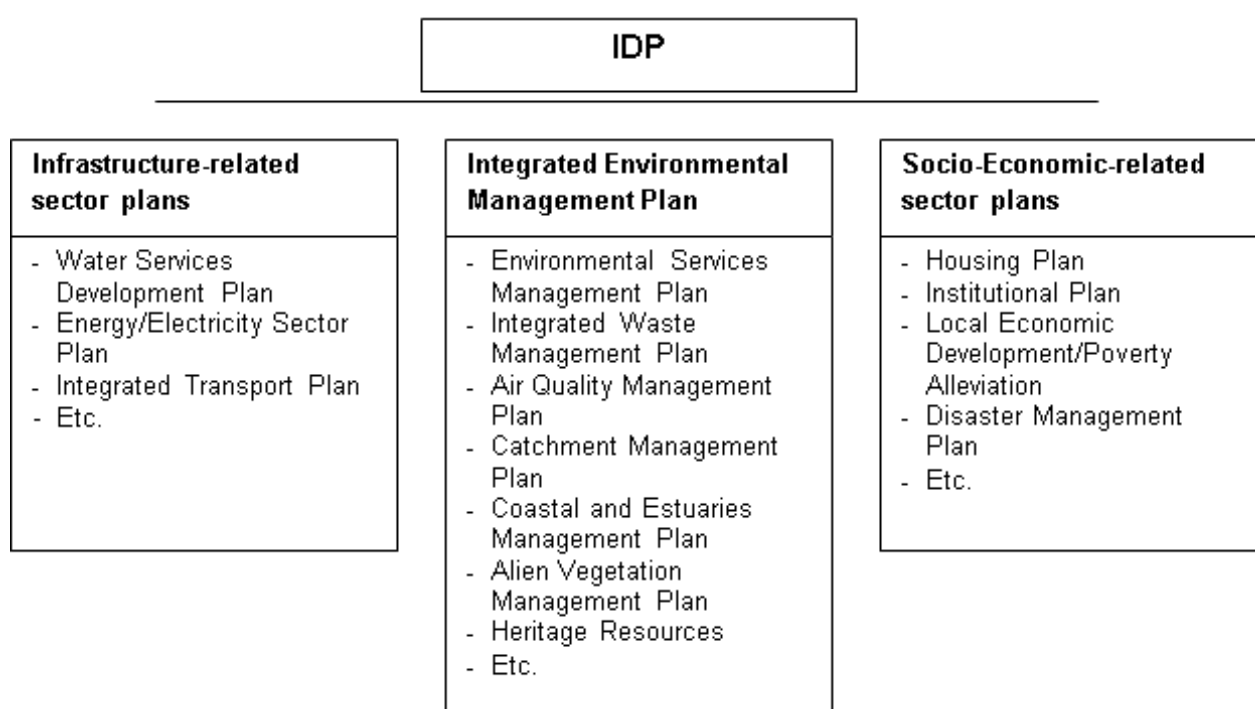 IDP
Infrastructure-related
sector plans
- Water Services
Development Plan
- Energy/Electricity Sector
Plan
- Integrated Transport Plan
- Etc.
Integrated Environmental
Management Plan
- Environmental Services
Management Plan
- Integrated Waste
Management Plan
- Air Quality Management
Plan
- Catchment Management
Plan
- Coastal and Estuaries
Management Plan
- Alien Vegetation
Management Plan
- Heritage Resources
- Etc.
Socio-Economic-related
sector plans
- Housing Plan
- Institutional Plan
- Local Economic
Development/Poverty
Alleviation
- Disaster Management
Plan
- Etc.